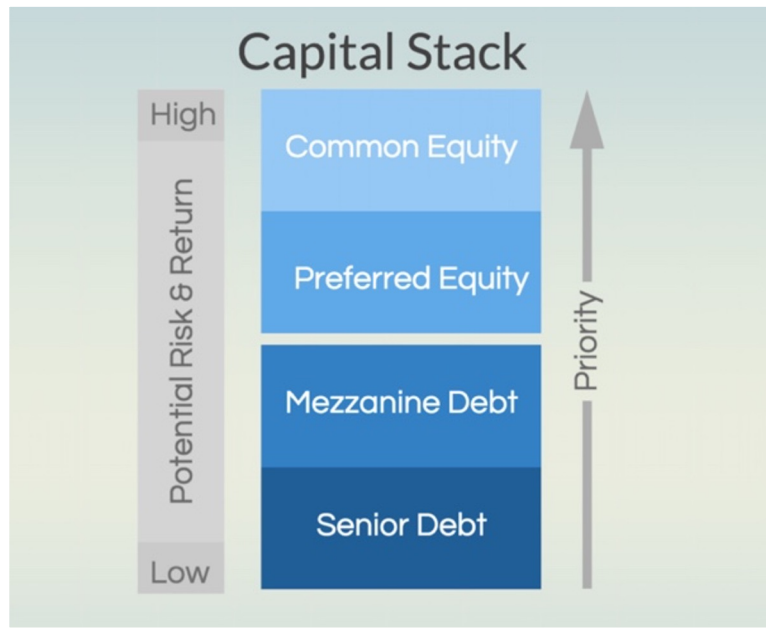 Capital Stack
High
Potential Risk & Return
Low
Common Equity
Preferred Equity
Mezzanine Debt
Senior Debt
Priority